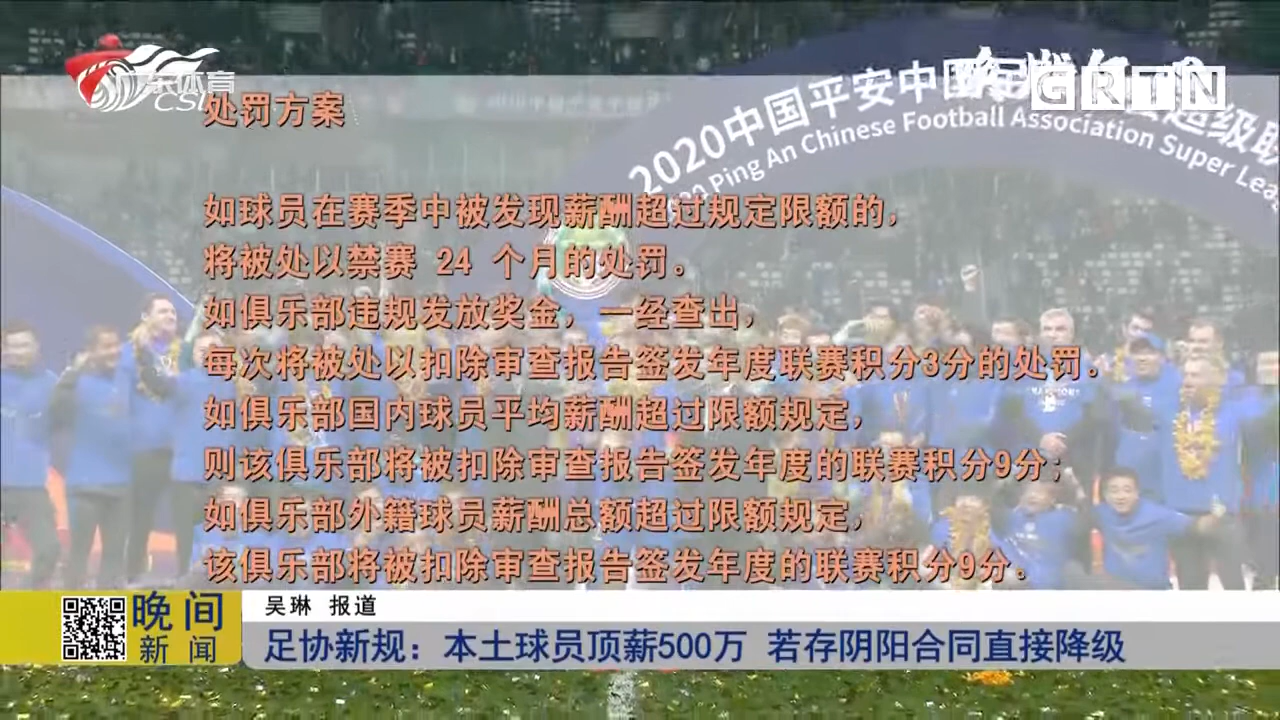 东体育
CSL
GRTN
处罚方案
2020中国平安中国足 超级联
2020 Ping An Chinese Football Association Super Lea
如球员在赛季中被发现薪酬超过规定限额的，
将被处以禁赛 24 个月的处罚。
如俱乐部违规发放奖金，一经查出，
每次将被处以扣除审查报告签发年度联赛积分3分的处罚.
如俱乐部国内球员平均薪酬超过限额规定，
则该俱乐部将被扣除审查报告签发年度的联赛积分9分；
如俱乐部外籍球员薪酬总额超过限额规定，
该俱乐部将被扣除审查报告签发年度的联赛积分9分。
晚间
新闻
吴琳 报道
足协新规：本土球员顶薪500万 若存阴阳合同直接降级